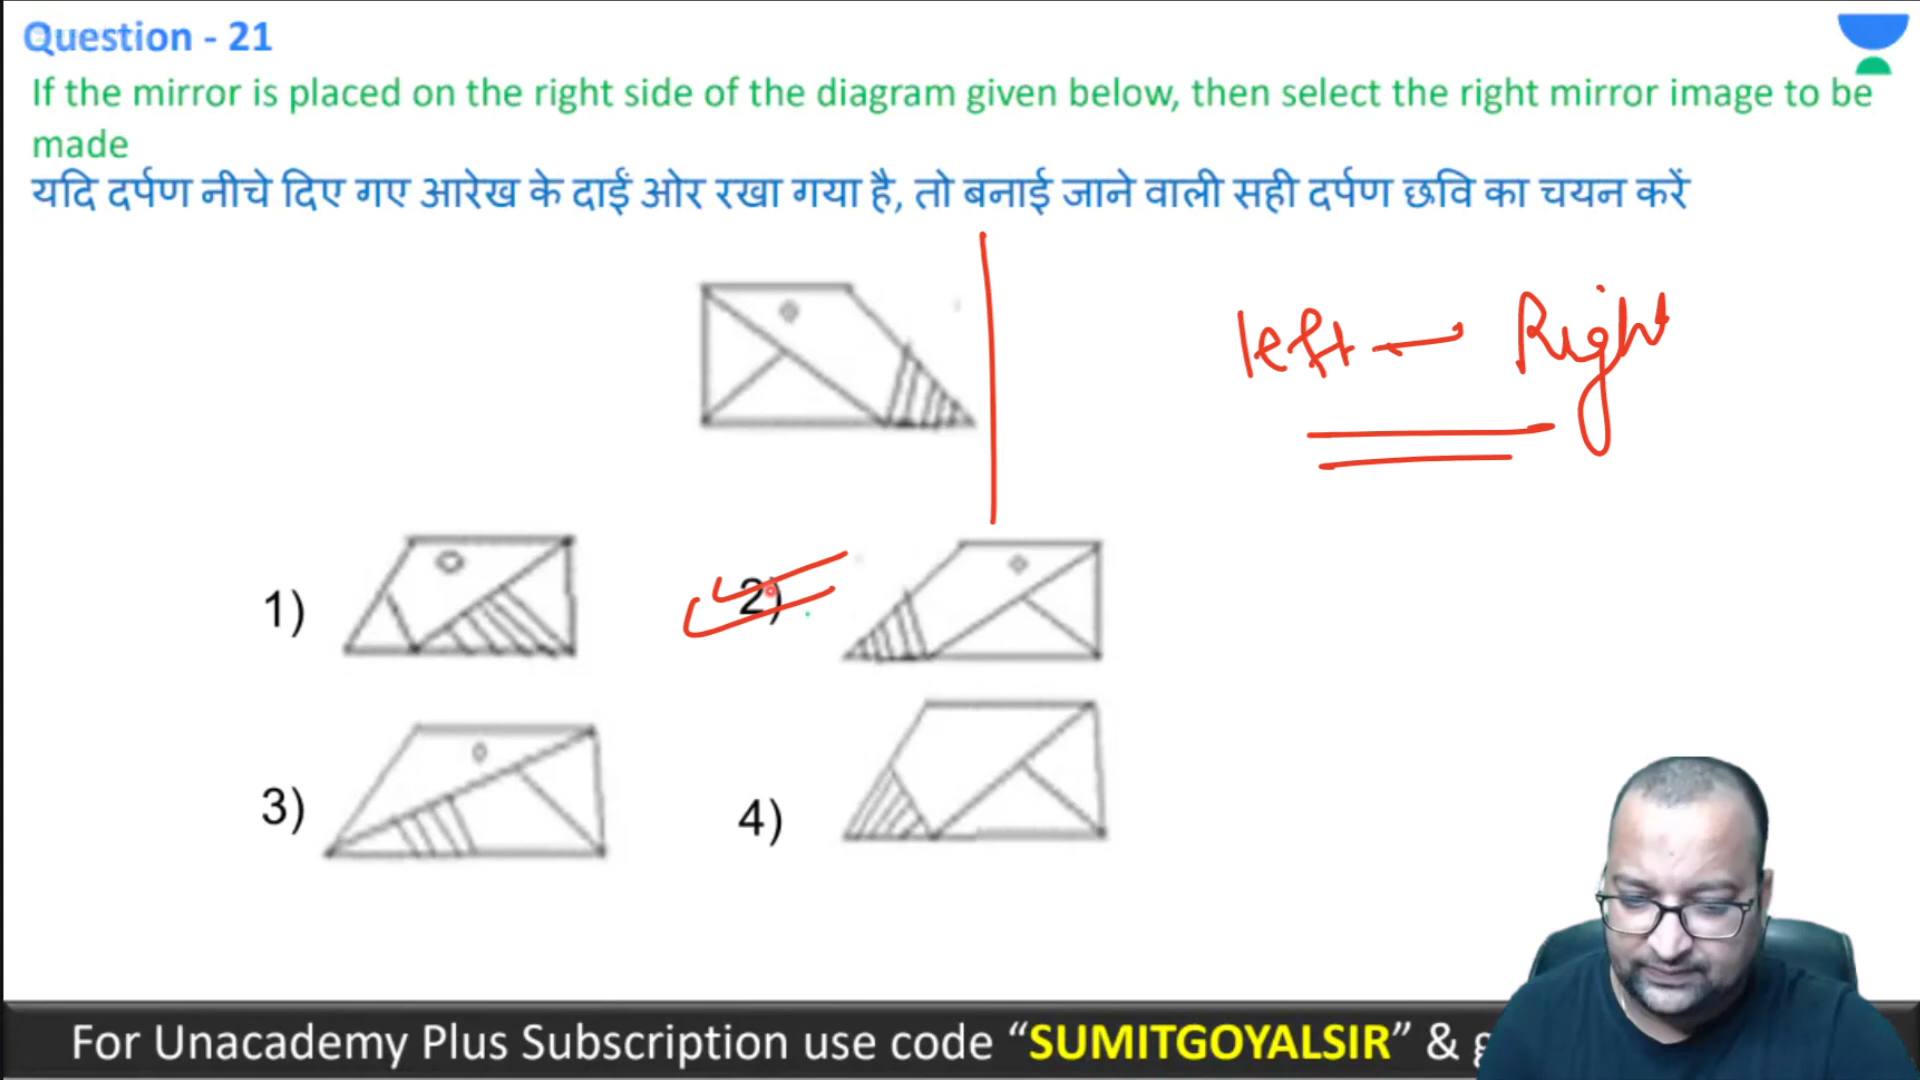 Question - 21
If the mirror is placed on the right side of the diagram given below, then select the right mirror image to be
made
यदि दर्पण नीचे दिए गए आरेख के दाईं ओर रखा गया है, तो बनाई जाने वाली सही दर्पण छवि का चयन करें
left - Right
1)
2)
3)
4)
For Unacademy Plus Subscription use code “SUMITGOYALSIR” &